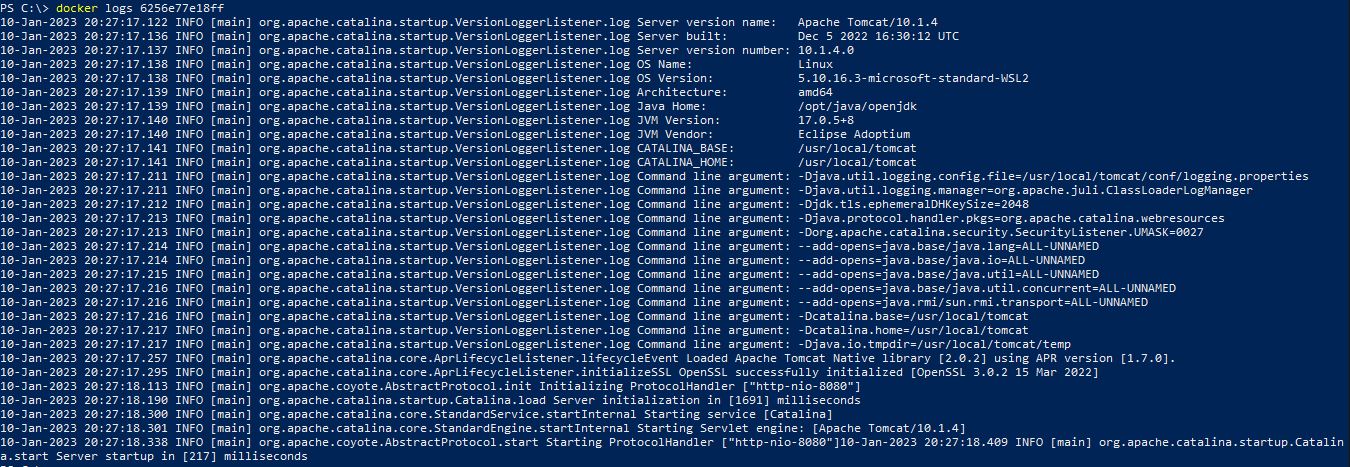 PS C:\> docker logs 6256e77e18ff
10-Jan-2023 20:27:17.122 INFO [main] org.apache.catalina.startup.VersionLoggerListener.log Server version name:   Apache Tomcat/10.1.4
10-Jan-2023 20:27:17.136 INFO [main] org.apache.catalina.startup.VersionLoggerListener.log Server built:          Dec 5 2022 16:30:12 UTC
10-Jan-2023 20:27:17.137 INFO [main] org.apache.catalina.startup.VersionLoggerListener.log Server version number: 10.1.4.0
10-Jan-2023 20:27:17.138 INFO [main] org.apache.catalina.startup.VersionLoggerListener.log OS Name:               Linux
10-Jan-2023 20:27:17.138 INFO [main] org.apache.catalina.startup.VersionLoggerListener.log OS Version:            5.10.16.3-microsoft-standard-WSL2
10-Jan-2023 20:27:17.139 INFO [main] org.apache.catalina.startup.VersionLoggerListener.log Architecture:          amd64
10-Jan-2023 20:27:17.139 INFO [main] org.apache.catalina.startup.VersionLoggerListener.log Java Home:             /opt/java/openjdk
10-Jan-2023 20:27:17.140 INFO [main] org.apache.catalina.startup.VersionLoggerListener.log JVM Version:           17.0.5+8
10-Jan-2023 20:27:17.140 INFO [main] org.apache.catalina.startup.VersionLoggerListener.log JVM Vendor:            Eclipse Adoptium
10-Jan-2023 20:27:17.141 INFO [main] org.apache.catalina.startup.VersionLoggerListener.log CATALINA_BASE:         /usr/local/tomcat
10-Jan-2023 20:27:17.141 INFO [main] org.apache.catalina.startup.VersionLoggerListener.log CATALINA_HOME:         /usr/local/tomcat
10-Jan-2023 20:27:17.211 INFO [main] org.apache.catalina.startup.VersionLoggerListener.log Command line argument: -Djava.util.logging.config.file=/usr/local/tomcat/conf/logging.properties
10-Jan-2023 20:27:17.211 INFO [main] org.apache.catalina.startup.VersionLoggerListener.log Command line argument: -Djava.util.logging.manager=org.apache.juli.ClassLoaderLogManager
10-Jan-2023 20:27:17.212 INFO [main] org.apache.catalina.startup.VersionLoggerListener.log Command line argument: -Djdk.tls.ephemeralDHKeySize=2048
10-Jan-2023 20:27:17.213 INFO [main] org.apache.catalina.startup.VersionLoggerListener.log Command line argument: -Djava.protocol.handler.pkgs=org.apache.catalina.webresources
10-Jan-2023 20:27:17.213 INFO [main] org.apache.catalina.startup.VersionLoggerListener.log Command line argument: -Dorg.apache.catalina.security.SecurityListener.UMASK=0027
10-Jan-2023 20:27:17.214 INFO [main] org.apache.catalina.startup.VersionLoggerListener.log Command line argument: --add-opens=java.base/java.lang=ALL-UNNAMED
10-Jan-2023 20:27:17.214 INFO [main] org.apache.catalina.startup.VersionLoggerListener.log Command line argument: --add-opens=java.base/java.io=ALL-UNNAMED
10-Jan-2023 20:27:17.215 INFO [main] org.apache.catalina.startup.VersionLoggerListener.log Command line argument: --add-opens=java.base/java.util=ALL-UNNAMED
10-Jan-2023 20:27:17.216 INFO [main] org.apache.catalina.startup.VersionLoggerListener.log Command line argument: --add-opens=java.base/java.util.concurrent=ALL-UNNAMED
10-Jan-2023 20:27:17.216 INFO [main] org.apache.catalina.startup.VersionLoggerListener.log Command line argument: --add-opens=java.rmi/sun.rmi.transport=ALL-UNNAMED
10-Jan-2023 20:27:17.216 INFO [main] org.apache.catalina.startup.VersionLoggerListener.log Command line argument: -Dcatalina.base=/usr/local/tomcat
10-Jan-2023 20:27:17.217 INFO [main] org.apache.catalina.startup.VersionLoggerListener.log Command line argument: -Dcatalina.home=/usr/local/tomcat
10-Jan-2023 20:27:17.217 INFO [main] org.apache.catalina.startup.VersionLoggerListener.log Command line argument: -Djava.io.tmpdir=/usr/local/tomcat/temp
10-Jan-2023 20:27:17.257 INFO [main] org.apache.catalina.core.AprLifecycleListener.lifecycleEvent Loaded Apache Tomcat Native library [2.0.2] using APR version [1.7.0].
10-Jan-2023 20:27:17.295 INFO [main] org.apache.catalina.core.AprLifecycleListener.initializeSSL OpenSSL successfully initialized [OpenSSL 3.0.2 15 Mar 2022]
10-Jan-2023 20:27:18.113 INFO [main] org.apache.coyote.AbstractProtocol.init Initializing ProtocolHandler ["http-nio-8080"]
10-Jan-2023 20:27:18.190 INFO [main] org.apache.catalina.startup.Catalina.load Server initialization in [1691] milliseconds
10-Jan-2023 20:27:18.300 INFO [main] org.apache.catalina.core.StandardService.startInternal Starting service [Catalina]
10-Jan-2023 20:27:18.301 INFO [main] org.apache.catalina.core.StandardEngine.startInternal Starting Servlet engine: [Apache Tomcat/10.1.4]
10-Jan-2023 20:27:18.338 INFO [main] org.apache.coyote.AbstractProtocol.start Starting ProtocolHandler ["http-nio-8080"]10-Jan-2023 20:27:18.409 INFO [main] org.apache.catalina.startup.Catalin
a.start Server startup in [217] milliseconds